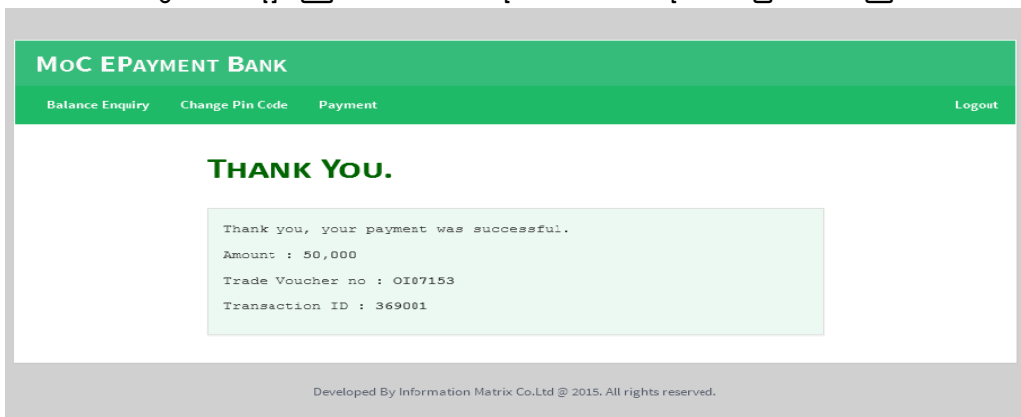 MOC EPAYMENT BANK
Balance Enquiry Change Pin Code Payment Logout
THANK YOU.
Thank you, your payment was successful.
Amount : 50,000
Trade Voucher no : OI07153
Transaction ID : 369001
Developed By Information Matrix Co.Ltd @ 2015. All rights reserved.